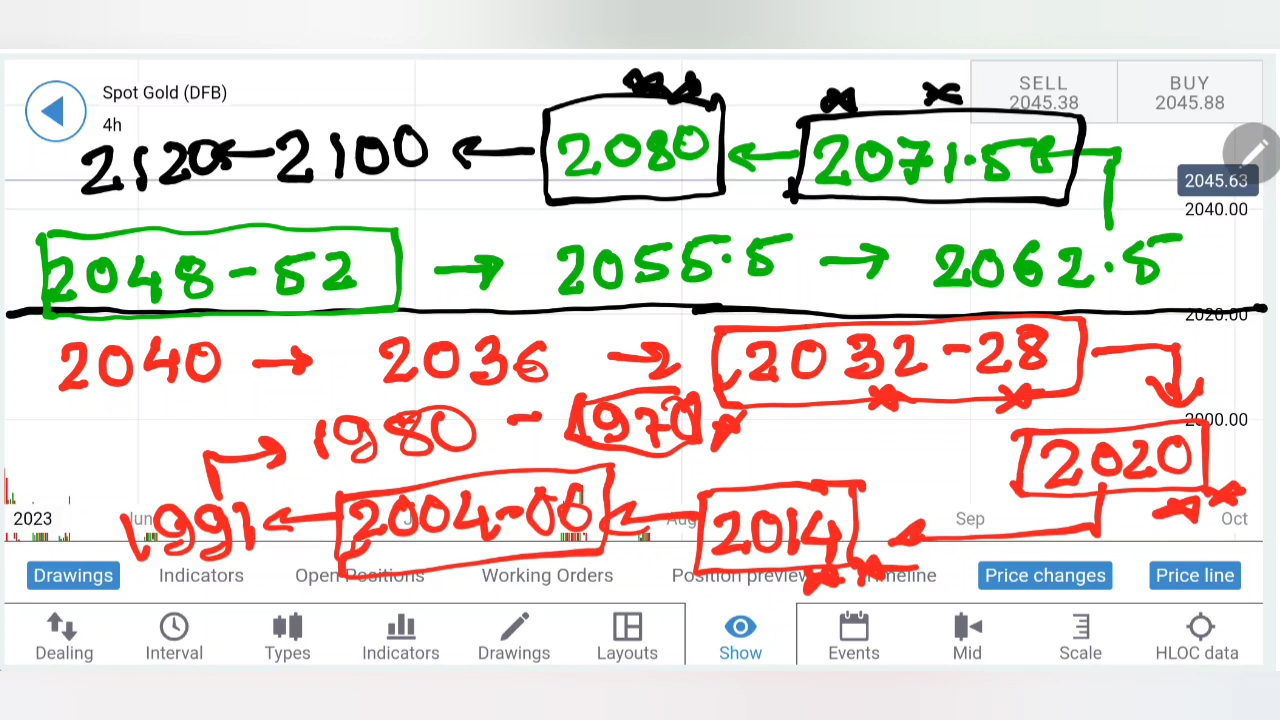 Spot Gold (DFB)
4h
SELL BUY
2045.38 2045.88
2120 ← 2100 ← 2080 ← 2071.5
2045.63
2040.00
2048-52 → 2055.5 → 2062.5
2020.00
2040 → 2036 → 2032-28
1980 - 1970
2000.00
2020
1991 ← 2004-00 ← 2014
2023 Jun Aug Sep Oct
Drawings Indicators Open Positions Working Orders Position preview Timeline Price changes Price line
Dealing Interval Types Indicators Drawings Layouts Show Events Mid Scale HLOC data